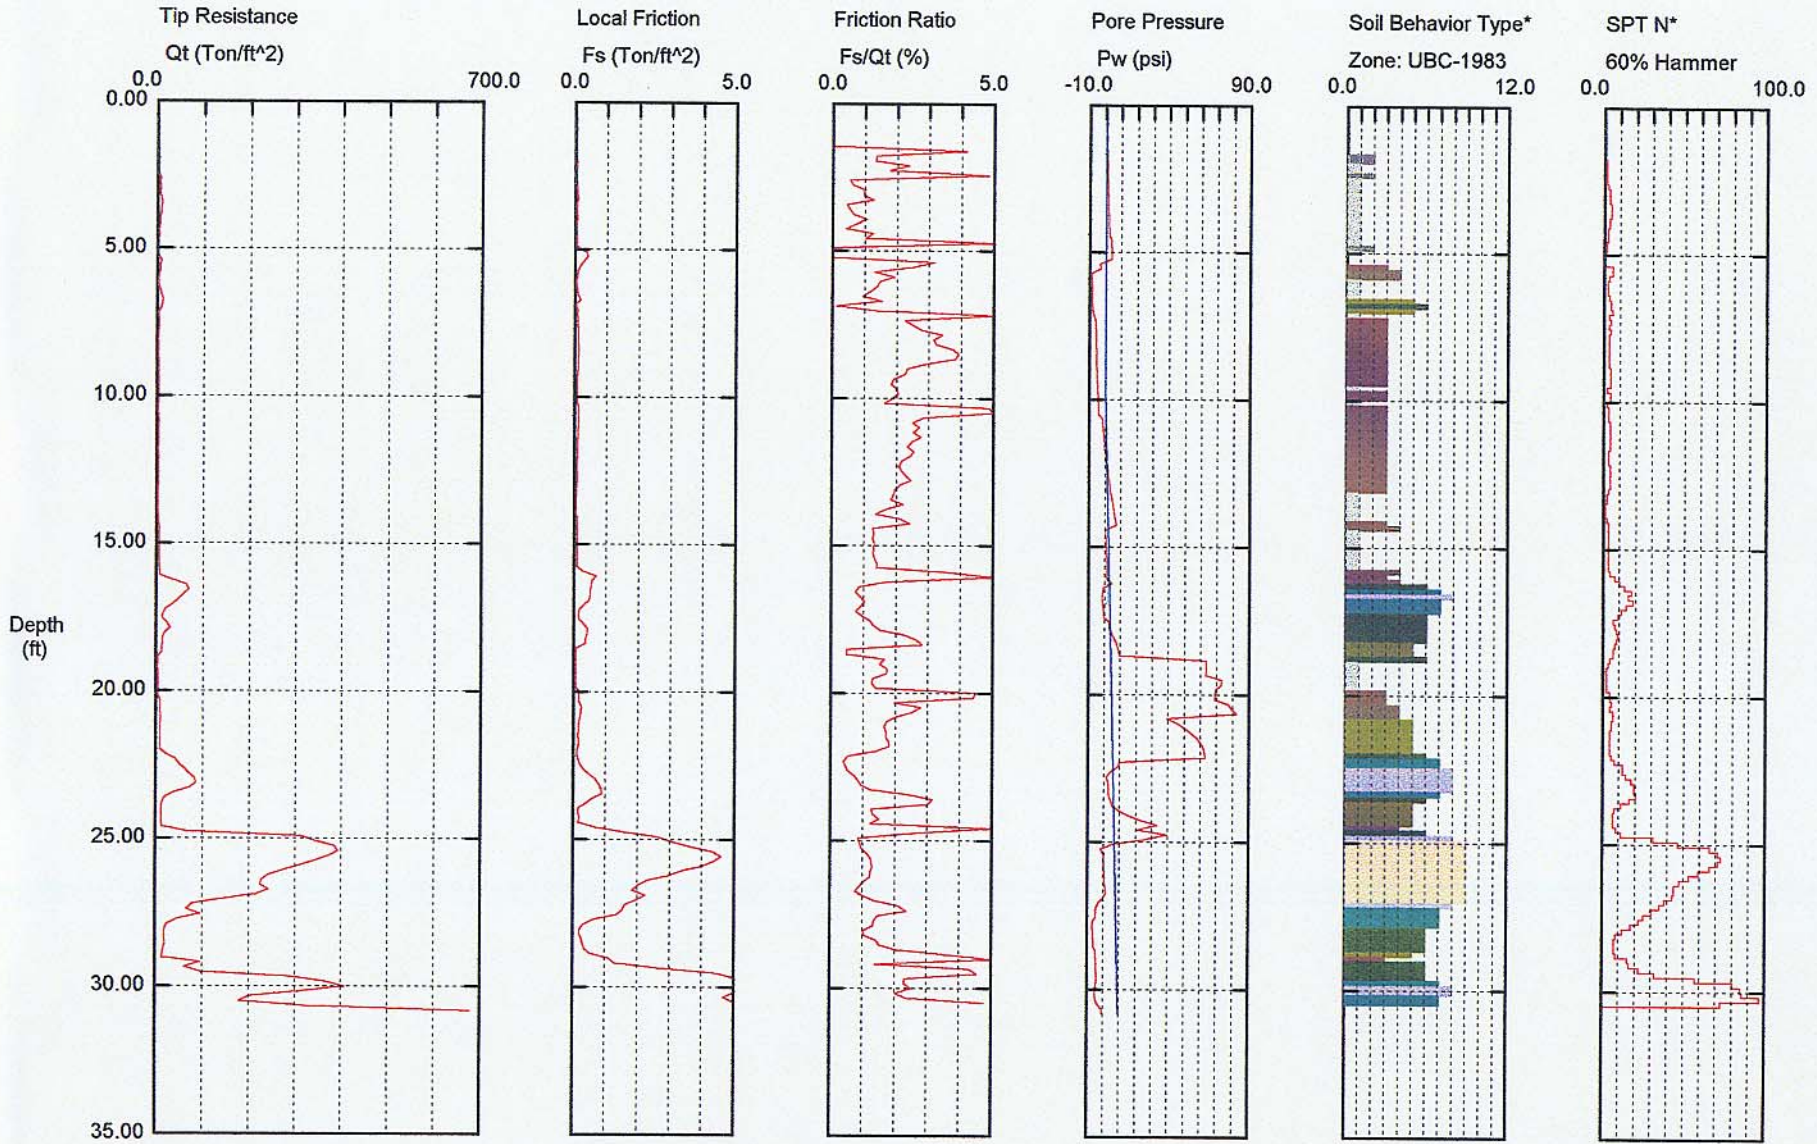 Tip Resistance
Qt (Ton/ft^2)
0.0 700.0
Local Friction
Fs (Ton/ft^2)
0.0 5.0
Friction Ratio
Fs/Qt (%)
0.0 5.0
Pore Pressure
Pw (psi)
-10.0 90.0
Soil Behavior Type*
Zone: UBC-1983
0.0 12.0
SPT N*
60% Hammer
0.0 100.0
0.00
5.00
10.00
15.00
Depth
(ft)
20.00
25.00
30.00
35.00